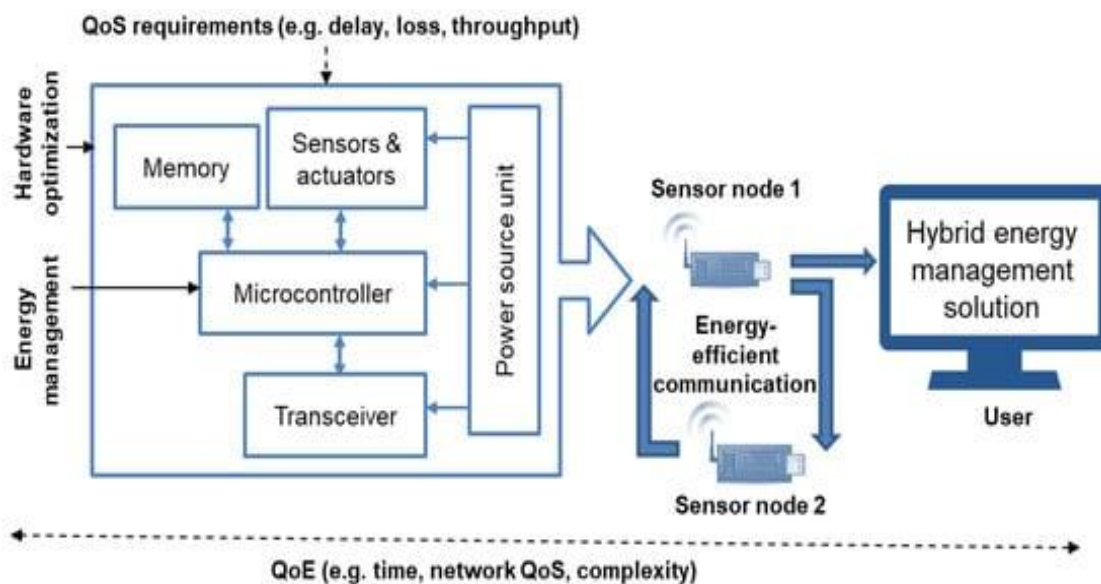 QoS requirements (e.g. delay, loss, throughput)
Hardware
optimization
Energy
management
Memory
Sensors &
actuators
Microcontroller
Transceiver
Power source unit
Sensor node 1
Energy-
efficient
communication
Sensor node 2
Hybrid energy
management
solution
User
QoE (e.g. time, network QoS, complexity)